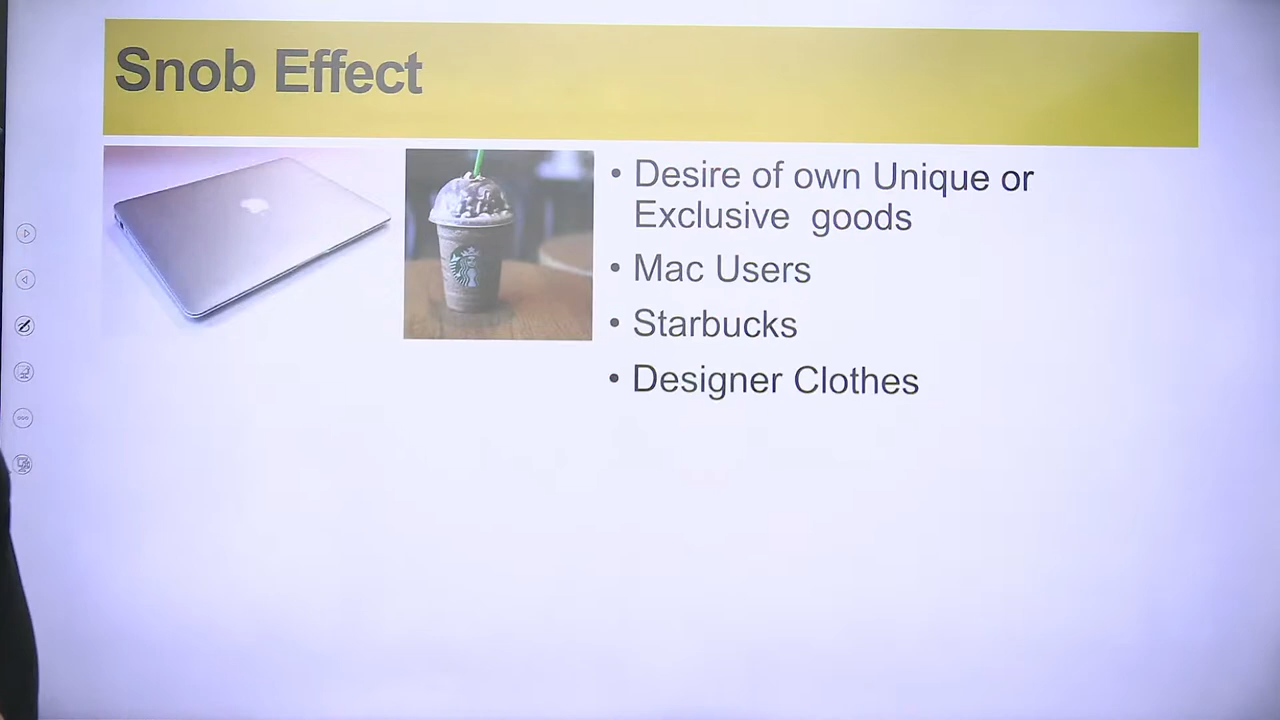 Snob Effect
• Desire of own Unique or
Exclusive goods
• Mac Users
• Starbucks
• Designer Clothes